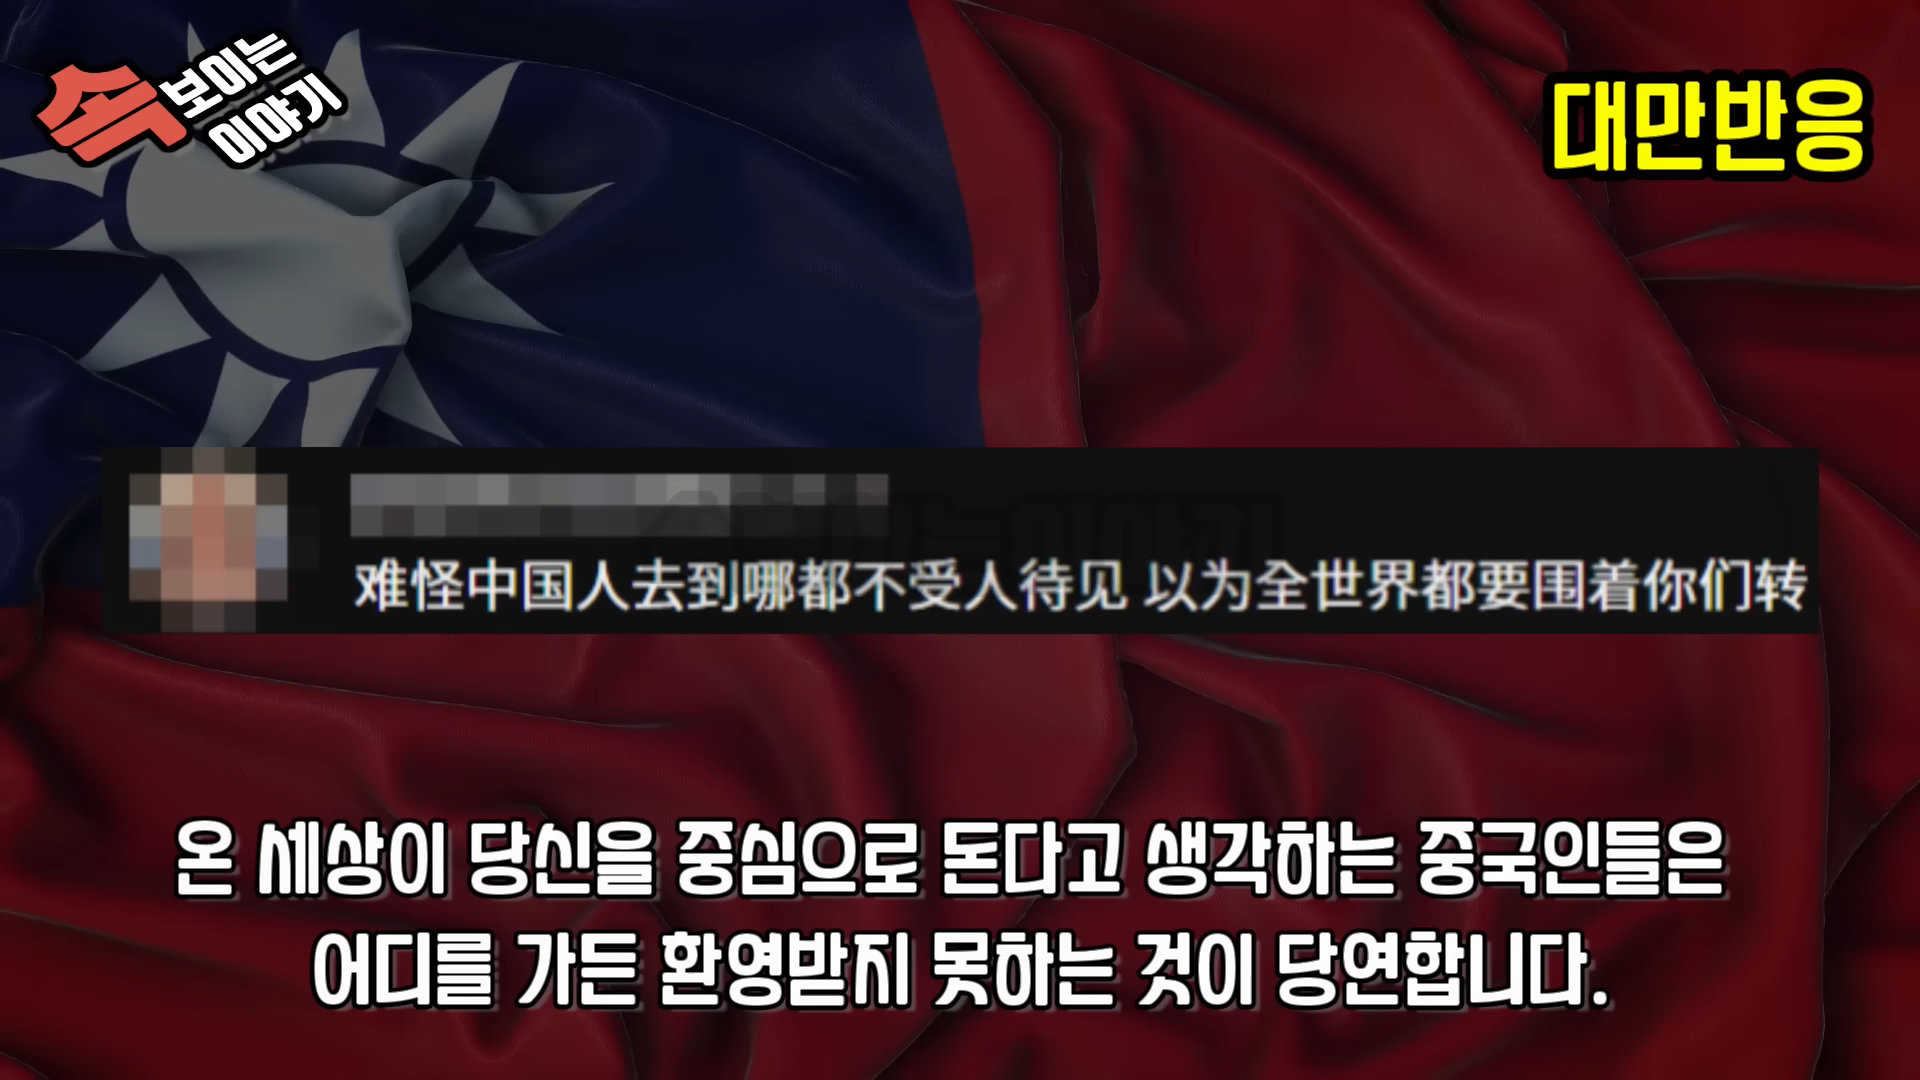 속보이는
이야기
대만반응
难怪中国人去到哪都不受人待见 以为全世界都要围着你们转
온 세상이 당신을 중심으로 돈다고 생각하는 중국인들은
어디를 가든 환영받지 못하는 것이 당연합니다.